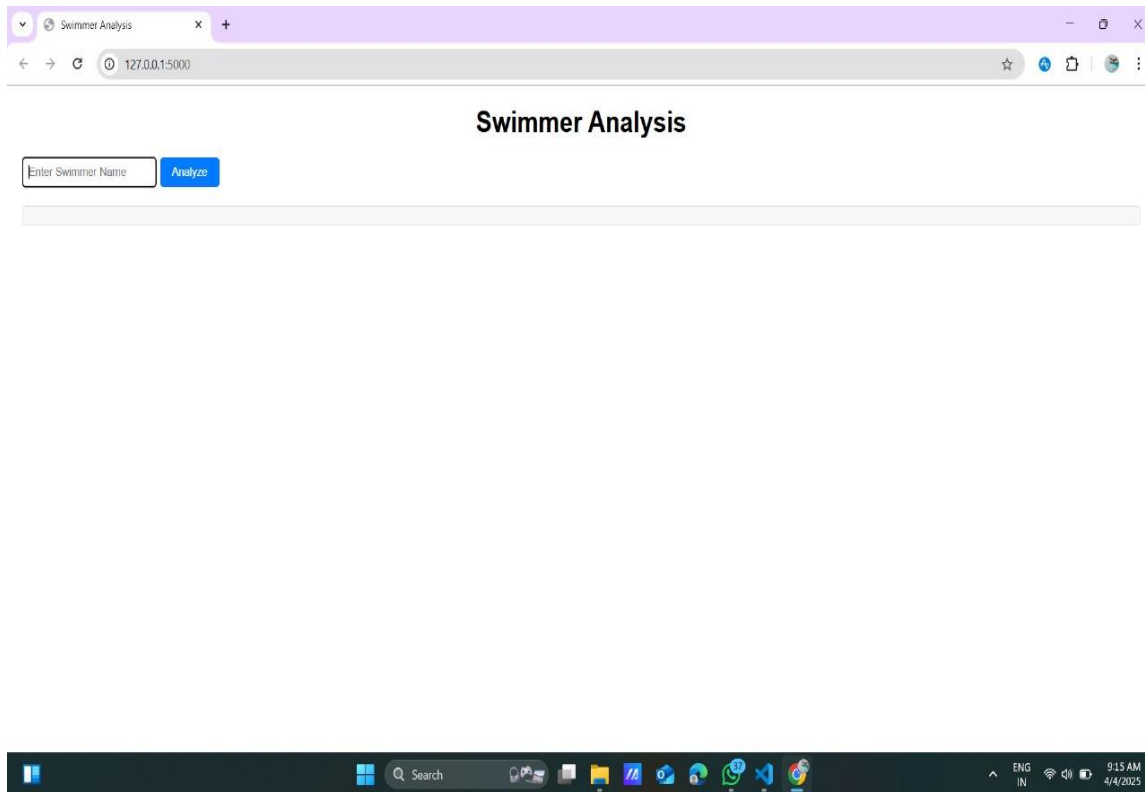 Swimmer Analysis
127.0.0.1:5000
Swimmer Analysis
Enter Swimmer Name Analyze
Search 37 ENG 9:15 AM
IN 4/4/2025